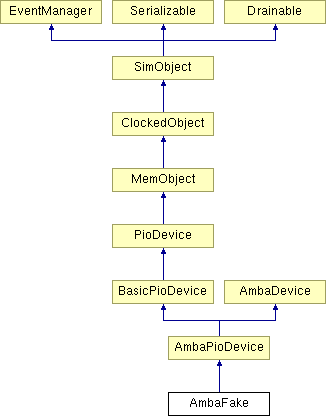 EventManager Serializable Drainable
SimObject
ClockedObject
MemObject
PioDevice
BasicPioDevice AmbaDevice
AmbaPioDevice
AmbaFake